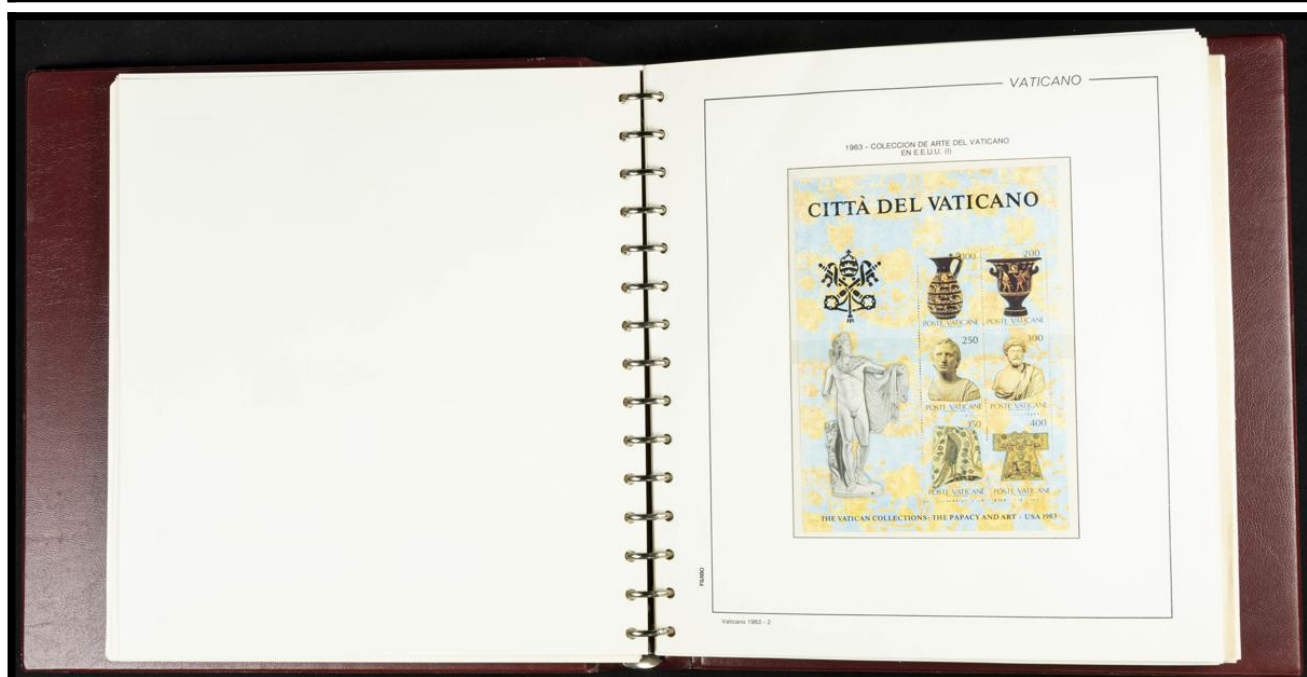 VATICANO
1983 - COLECCION DE ARTE DEL VATICANO
EN E.E.U.U. (I)
CITTÀ DEL VATICANO
100 200
POSTE VATICANE POSTE VATICANE
250 300
POSTE VATICANE POSTE VATICANE
350 400
POSTE VATICANE POSTE VATICANE
THE VATICAN COLLECTIONS: THE PAPACY AND ART - USA 1983
FILABO
Vaticano 1983 - 2